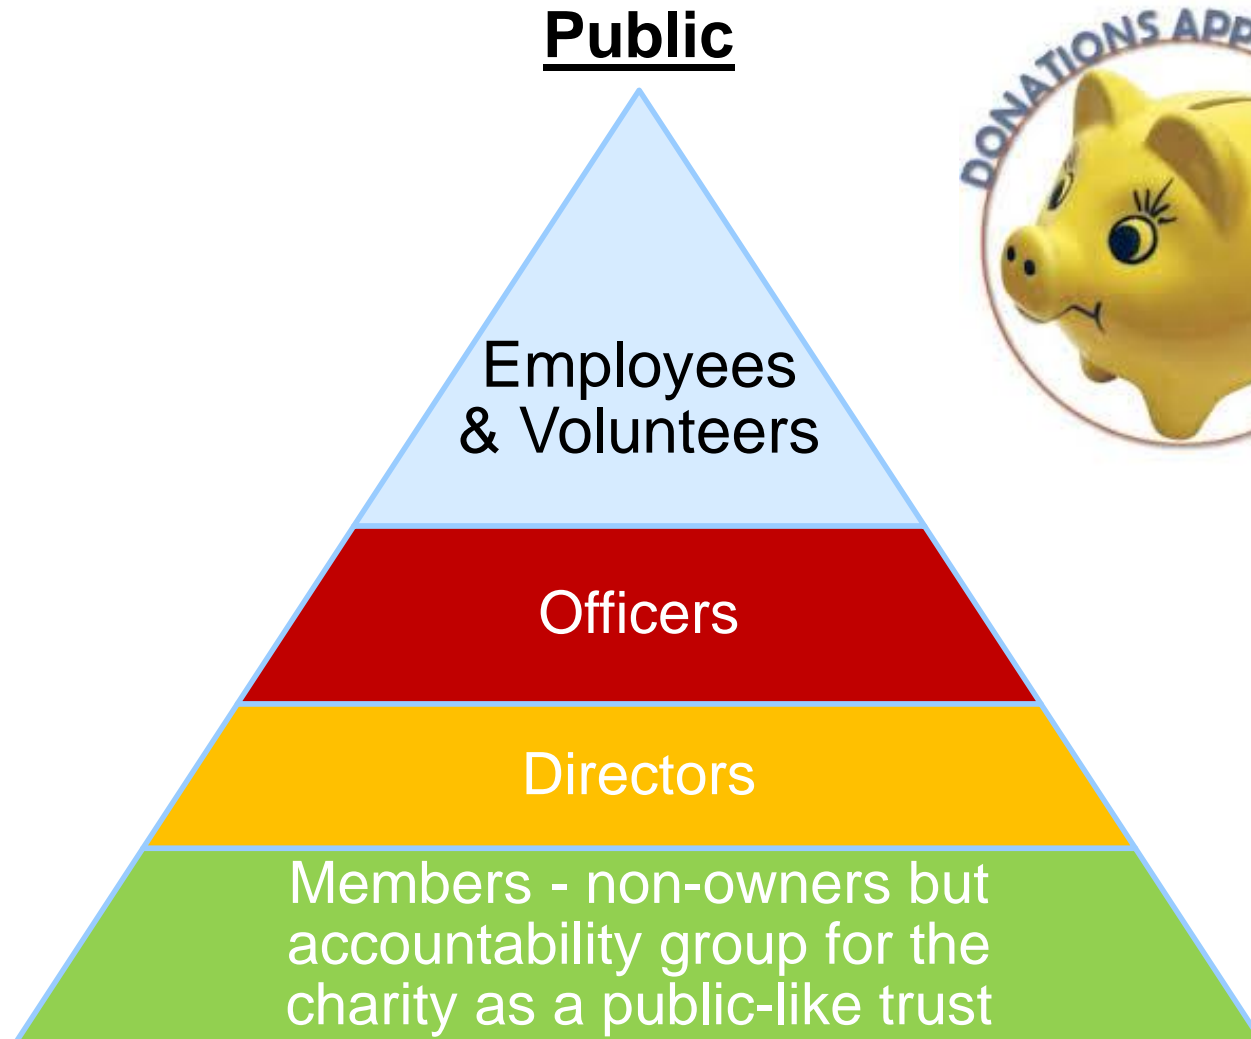 Public
DONATIONS
Employees
& Volunteers
Officers
Directors
Members - non-owners but
accountability group for the
charity as a public-like trust